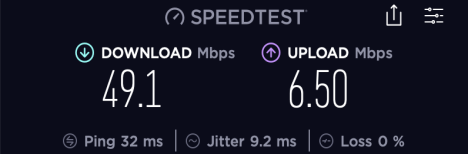 SPEEDTEST
DOWNLOAD Mbps UPLOAD Mbps
49.1 6.50
Ping 32 ms Jitter 9.2 ms Loss 0 %